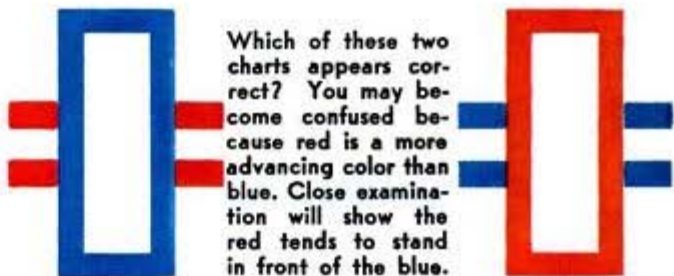 Which of these two
charts appears cor-
rect? You may be-
come confused be-
cause red is a more
advancing color than
blue. Close examina-
tion will show the
red tends to stand
in front of the blue.